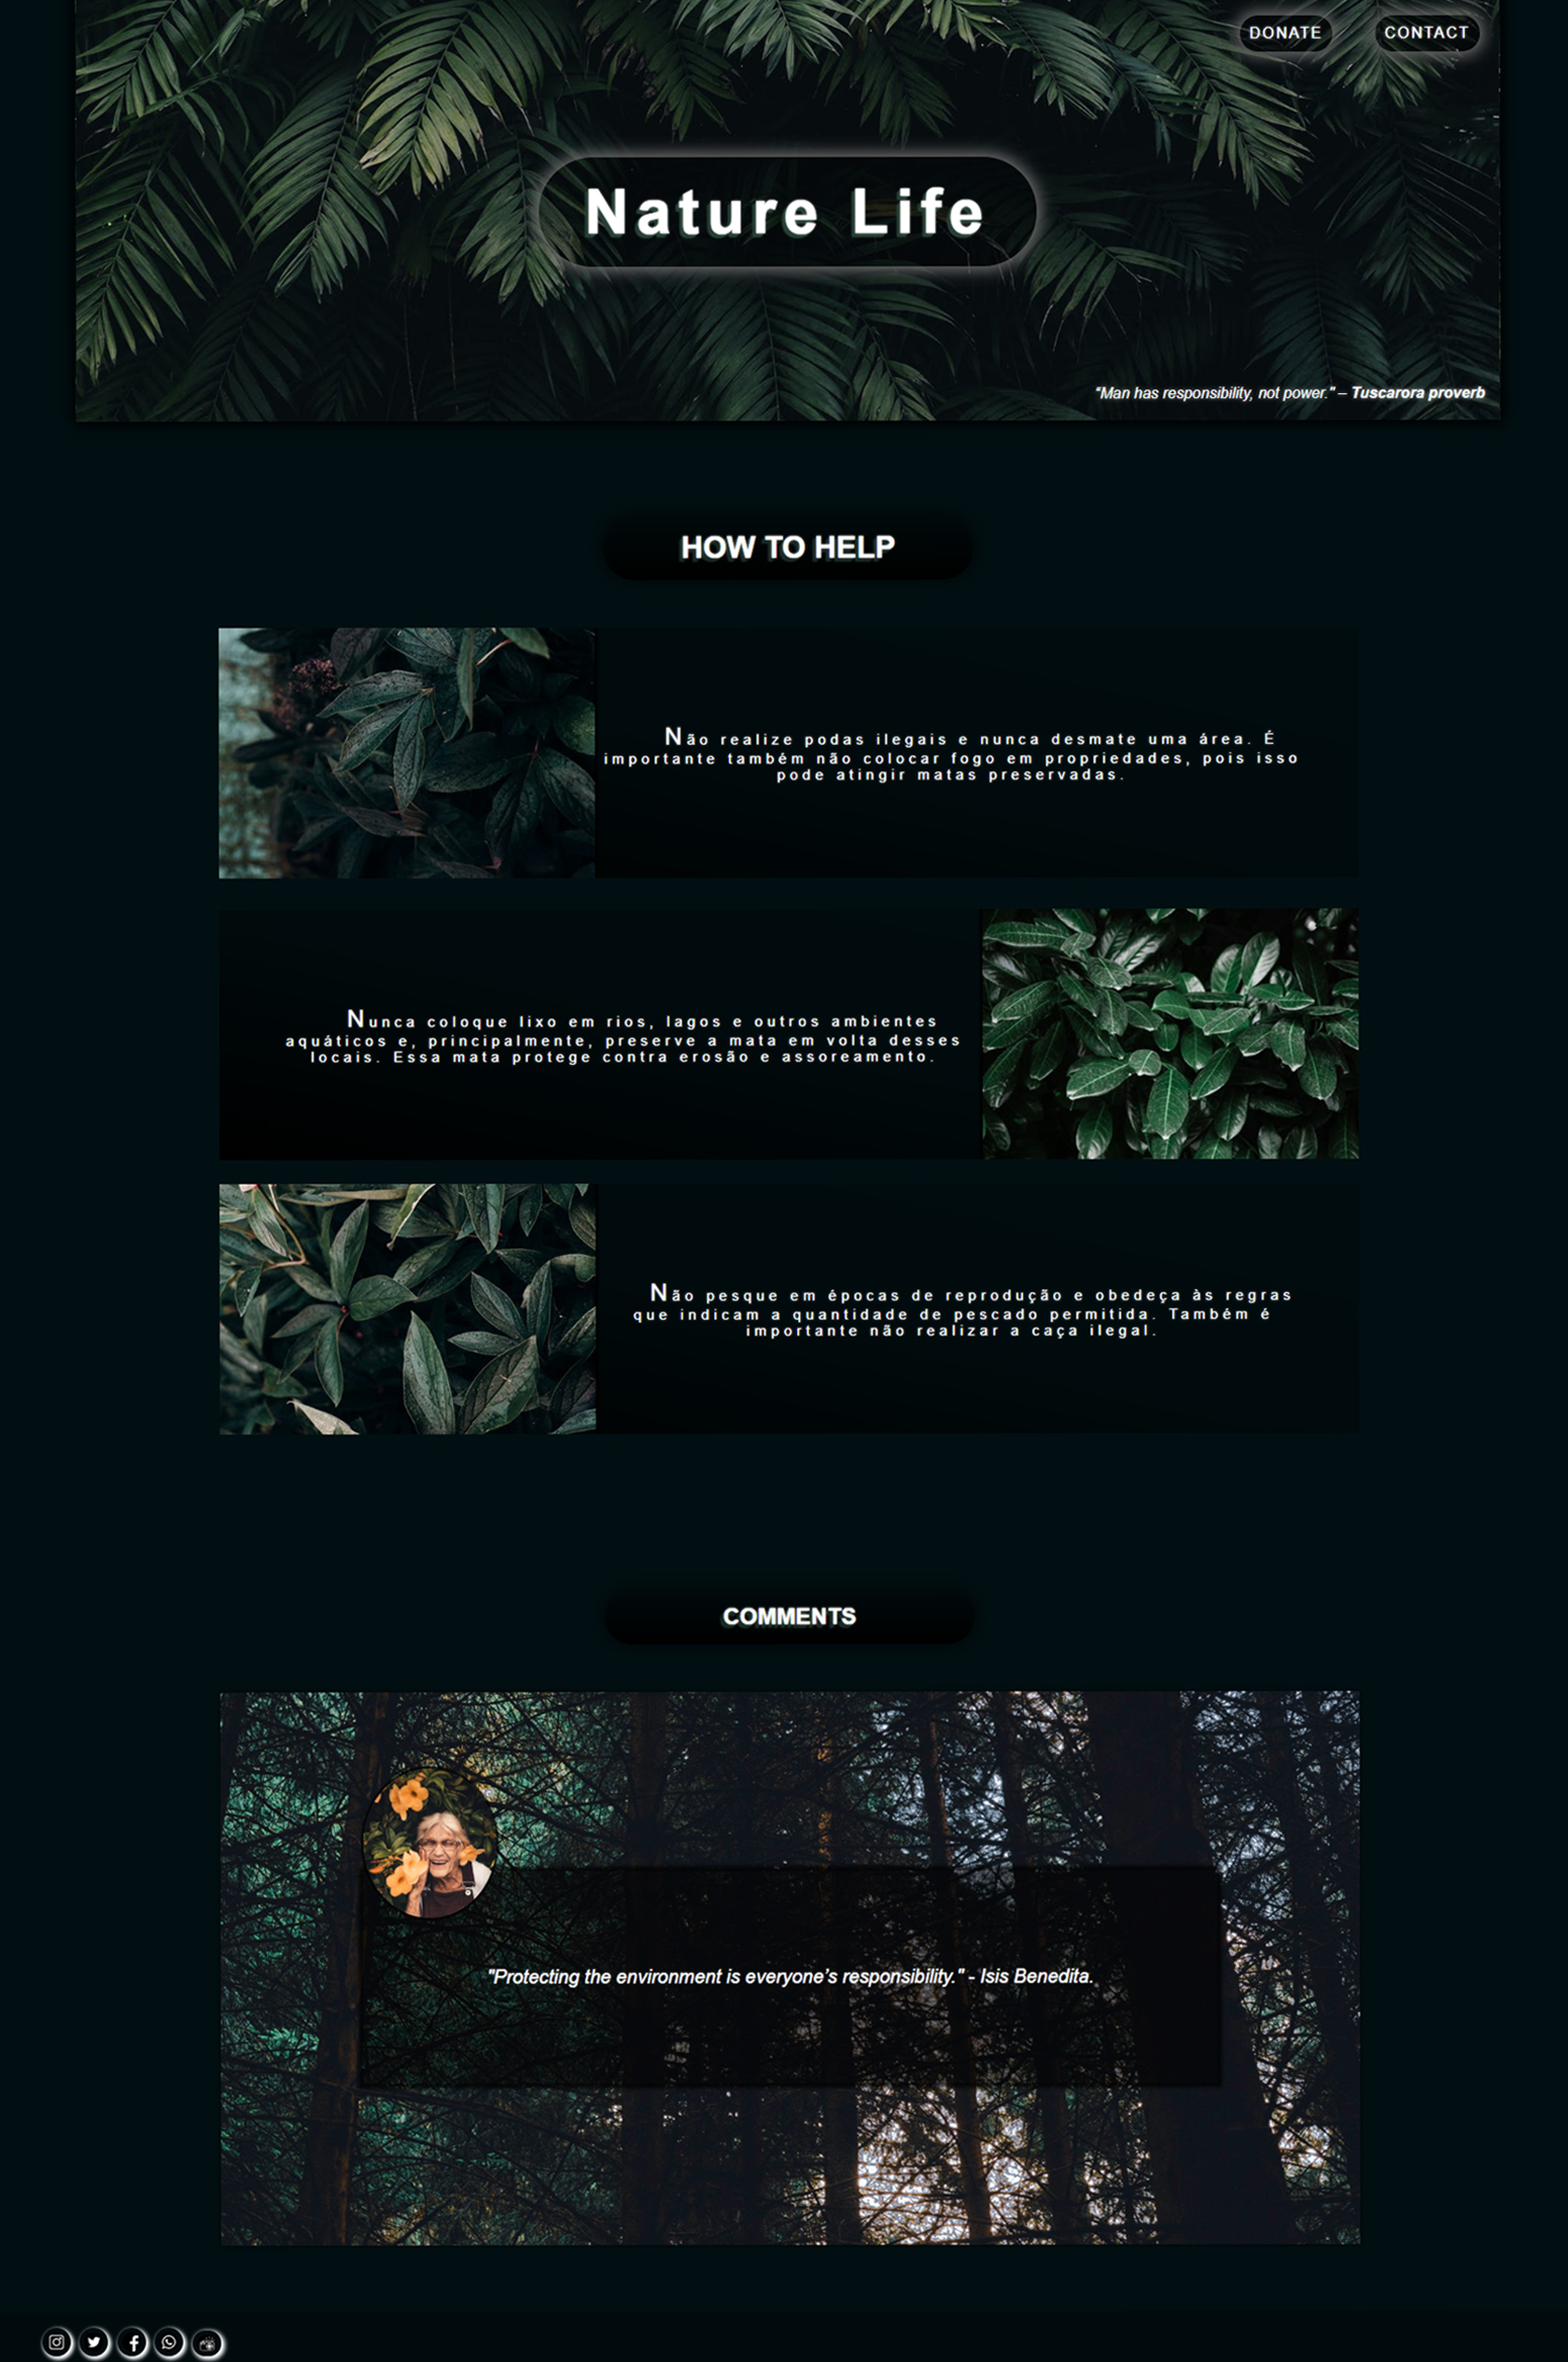 DONATE CONTACT
Nature Life
“Man has responsibility, not power.” – Tuscarora proverb
HOW TO HELP
Não realize podas ilegais e nunca desmate uma área. É
importante também não colocar fogo em propriedades, pois isso
pode atingir matas preservadas.
Nunca coloque lixo em rios, lagos e outros ambientes
aquáticos e, principalmente, preserve a mata em volta desses
locais. Essa mata protege contra erosão e assoreamento.
Não pesque em épocas de reprodução e obedeça às regras
que indicam a quantidade de pescado permitida. Também é
importante não realizar a caça ilegal.
COMMENTS
"Protecting the environment is everyone’s responsibility." - Isis Benedita.